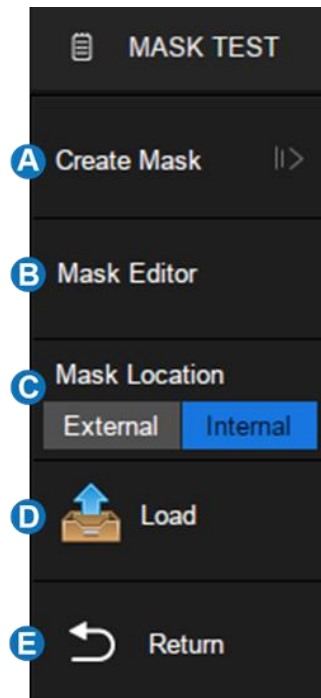 MASK TEST
A Create Mask
B Mask Editor
C Mask Location
External Internal
D Load
E Return